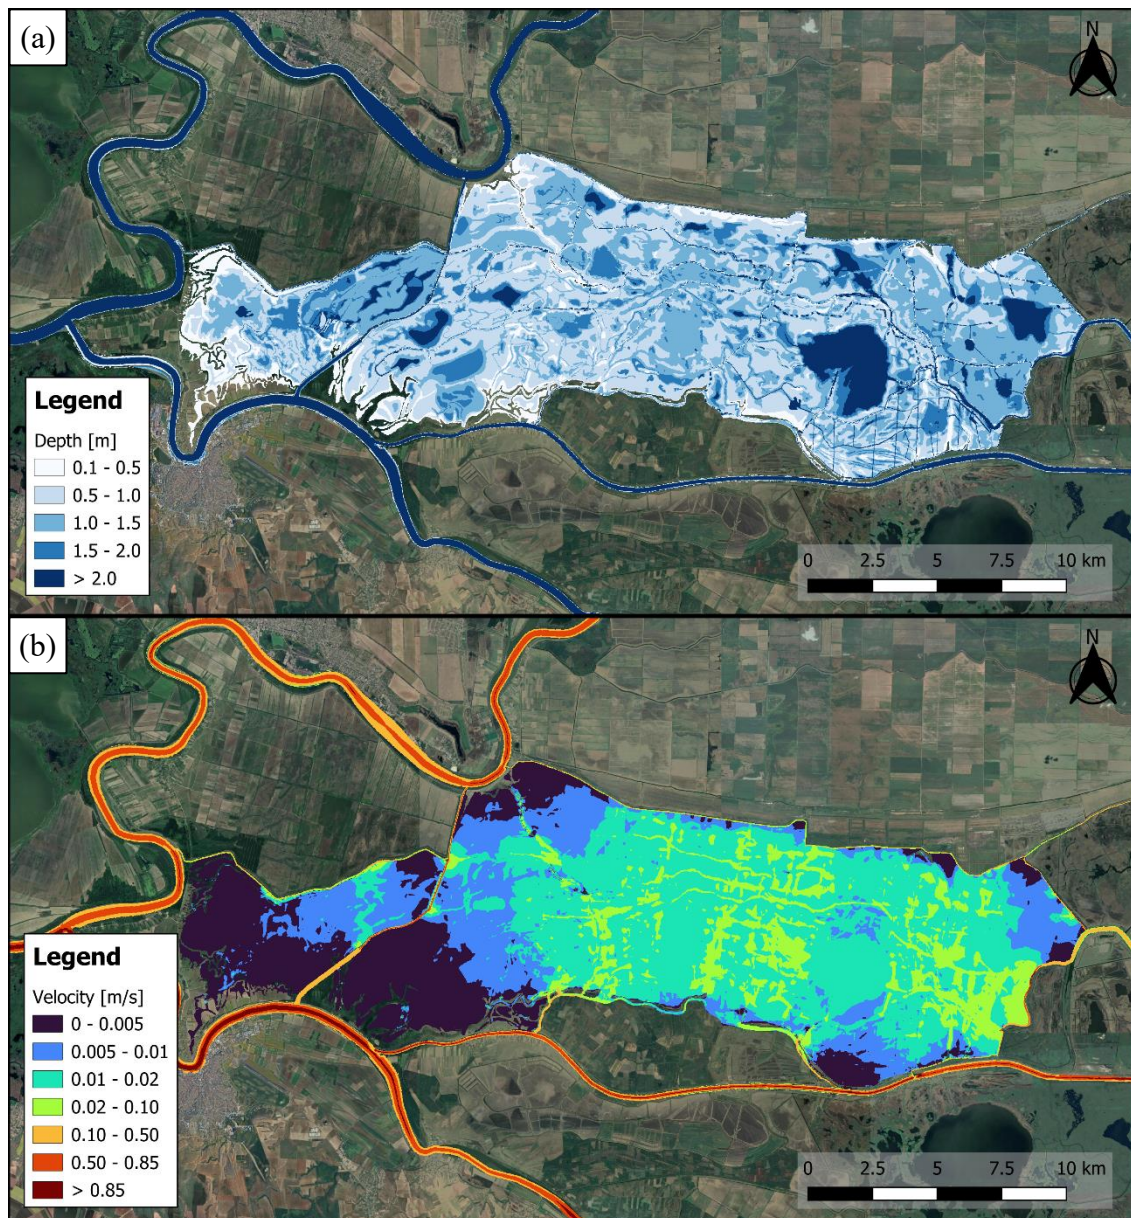 (a)
N
Legend
Depth [m]
0.1 - 0.5
0.5 - 1.0
1.0 - 1.5
1.5 - 2.0
> 2.0
0 2.5 5 7.5 10 km
(b)
N
Legend
Velocity [m/s]
0 - 0.005
0.005 - 0.01
0.01 - 0.02
0.02 - 0.10
0.10 - 0.50
0.50 - 0.85
> 0.85
0 2.5 5 7.5 10 km